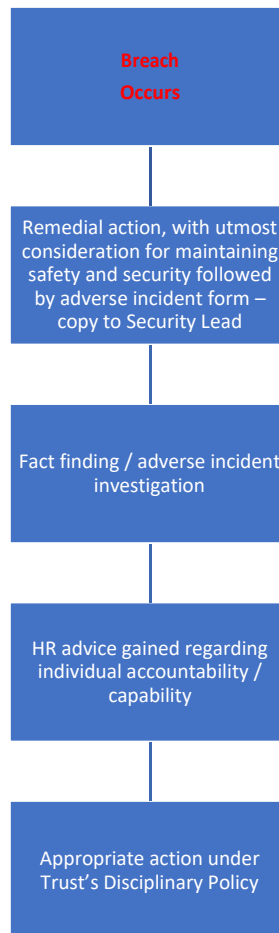 Breach
Occurs
Remedial action, with utmost
consideration for maintaining
safety and security followed
by adverse incident form –
copy to Security Lead
Fact finding / adverse incident
investigation
HR advice gained regarding
individual accountability /
capability
Appropriate action under
Trust’s Disciplinary Policy